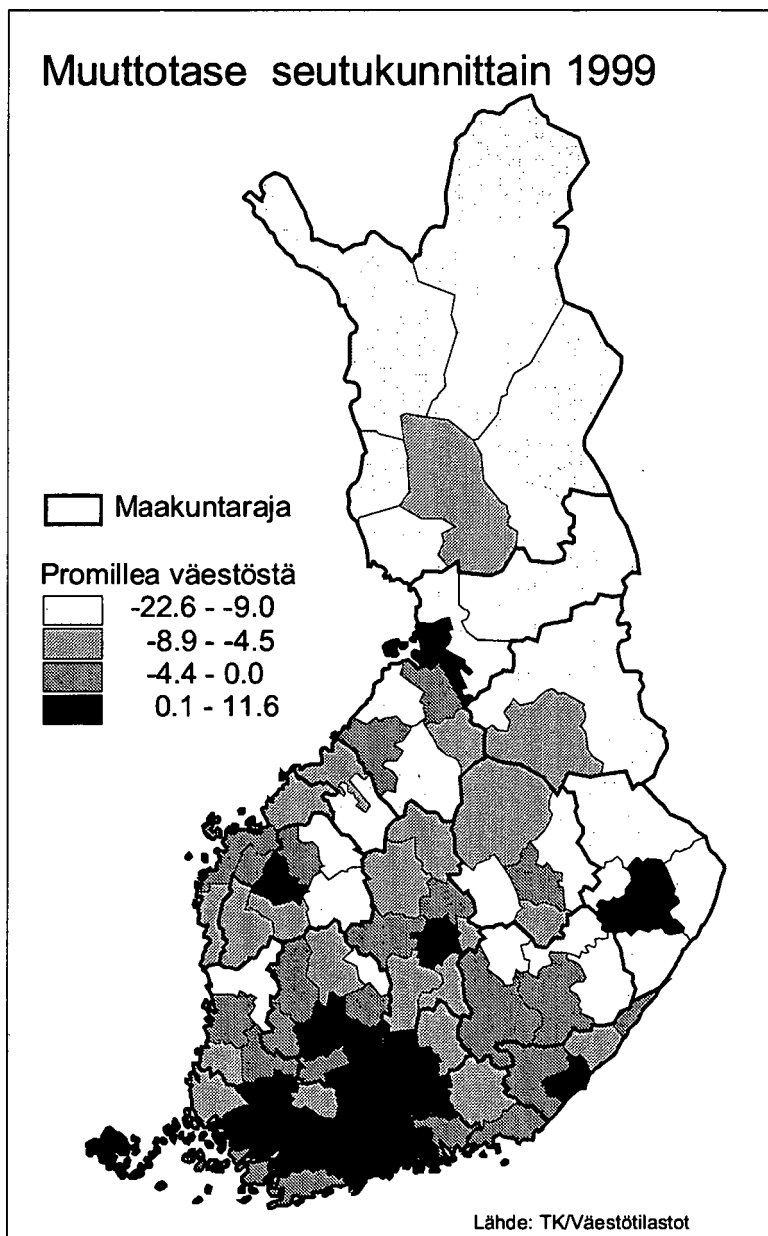 Muuttotase seutukunnittain 1999
Maakuntaraja
Promillea väestöstä
-22.6 - -9.0
-8.9 - -4.5
-4.4 - 0.0
0.1 - 11.6
Lähde: TK/Väestötilastot